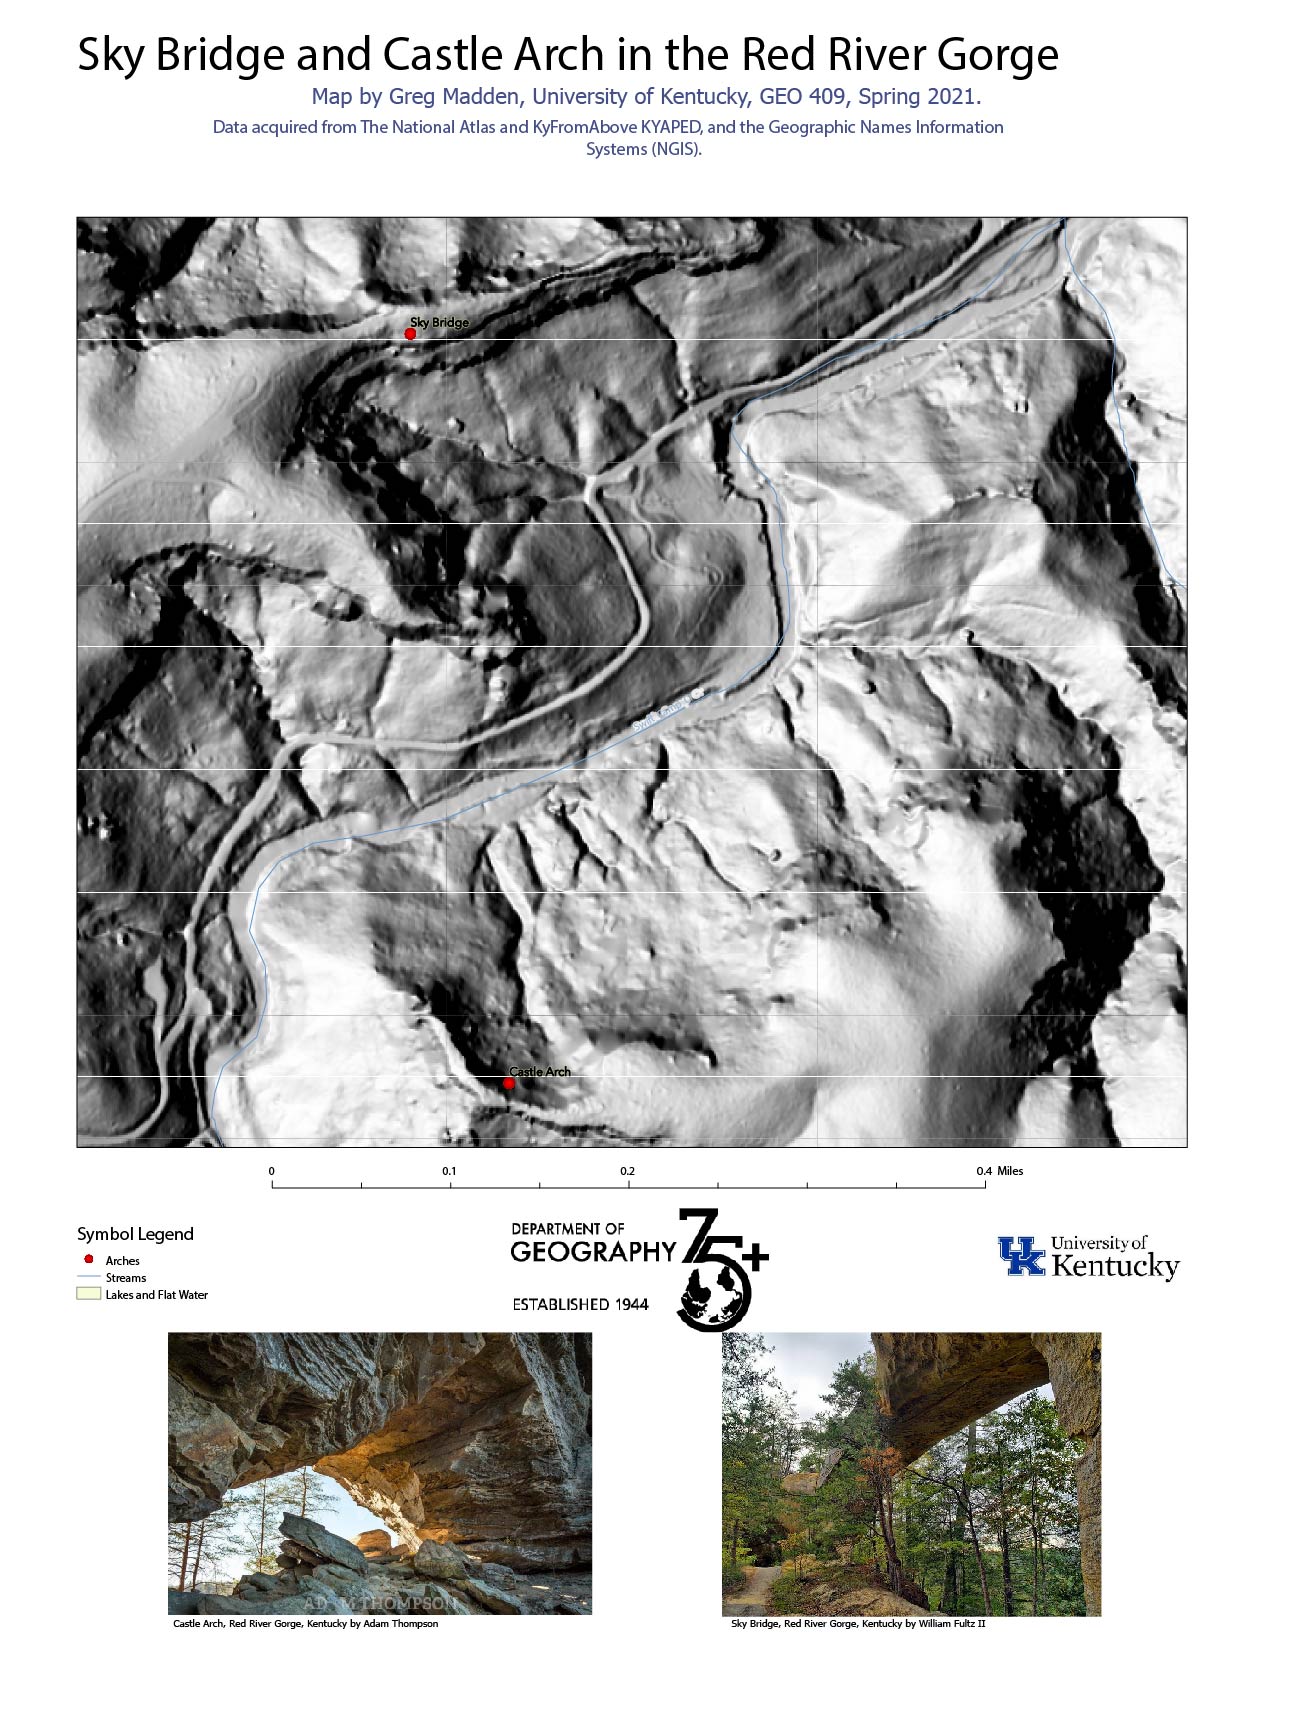 Sky Bridge and Castle Arch in the Red River Gorge
Map by Greg Madden, University of Kentucky, GEO 409, Spring 2021.
Data acquired from The National Atlas and KyFromAbove KYAPED, and the Geographic Names Information
Systems (NGIS).
Sky Bridge
Castle Arch
0 0.1 0.2 0.4 Miles
Symbol Legend
Arches
Streams
Lakes and Flat Water
DEPARTMENT OF
GEOGRAPHY
75+
ESTABLISHED 1944
UK University of
Kentucky
ADAM THOMPSON
Castle Arch, Red River Gorge, Kentucky by Adam Thompson
Sky Bridge, Red River Gorge, Kentucky by William Fultz II